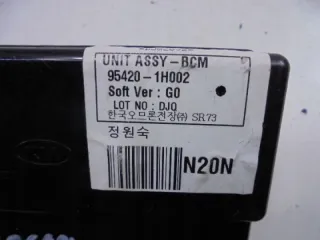 UNIT ASSY-BCM
95420-1H002
Soft Ver : G0
LOT NO : DJQ
한국오므론전장㈜ SR73
정원숙
N20N